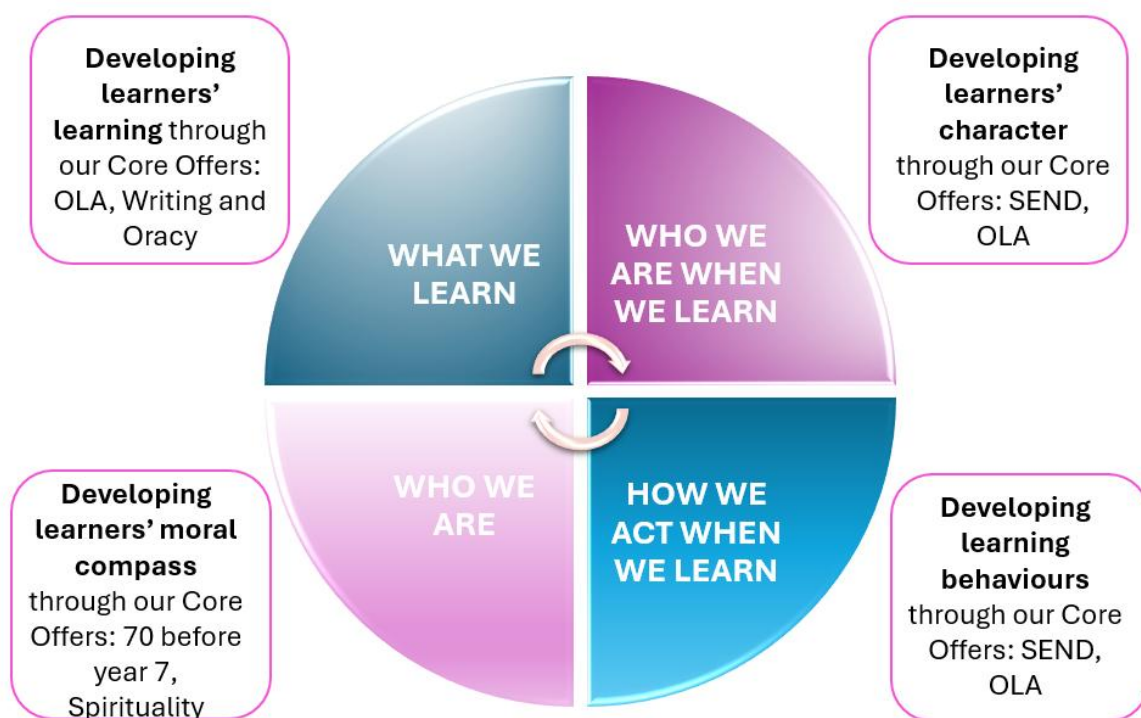 Developing
learners’
learning through
our Core Offers:
OLA, Writing and
Oracy
Developing
learners’
character
through our Core
Offers: SEND,
OLA
WHAT WE
LEARN
WHO WE
ARE WHEN
WE LEARN
WHO WE
ARE
HOW WE
ACT WHEN
WE LEARN
Developing
learners’ moral
compass
through our Core
Offers: 70 before
year 7,
Spirituality
Developing
learning
behaviours
through our Core
Offers: SEND,
OLA